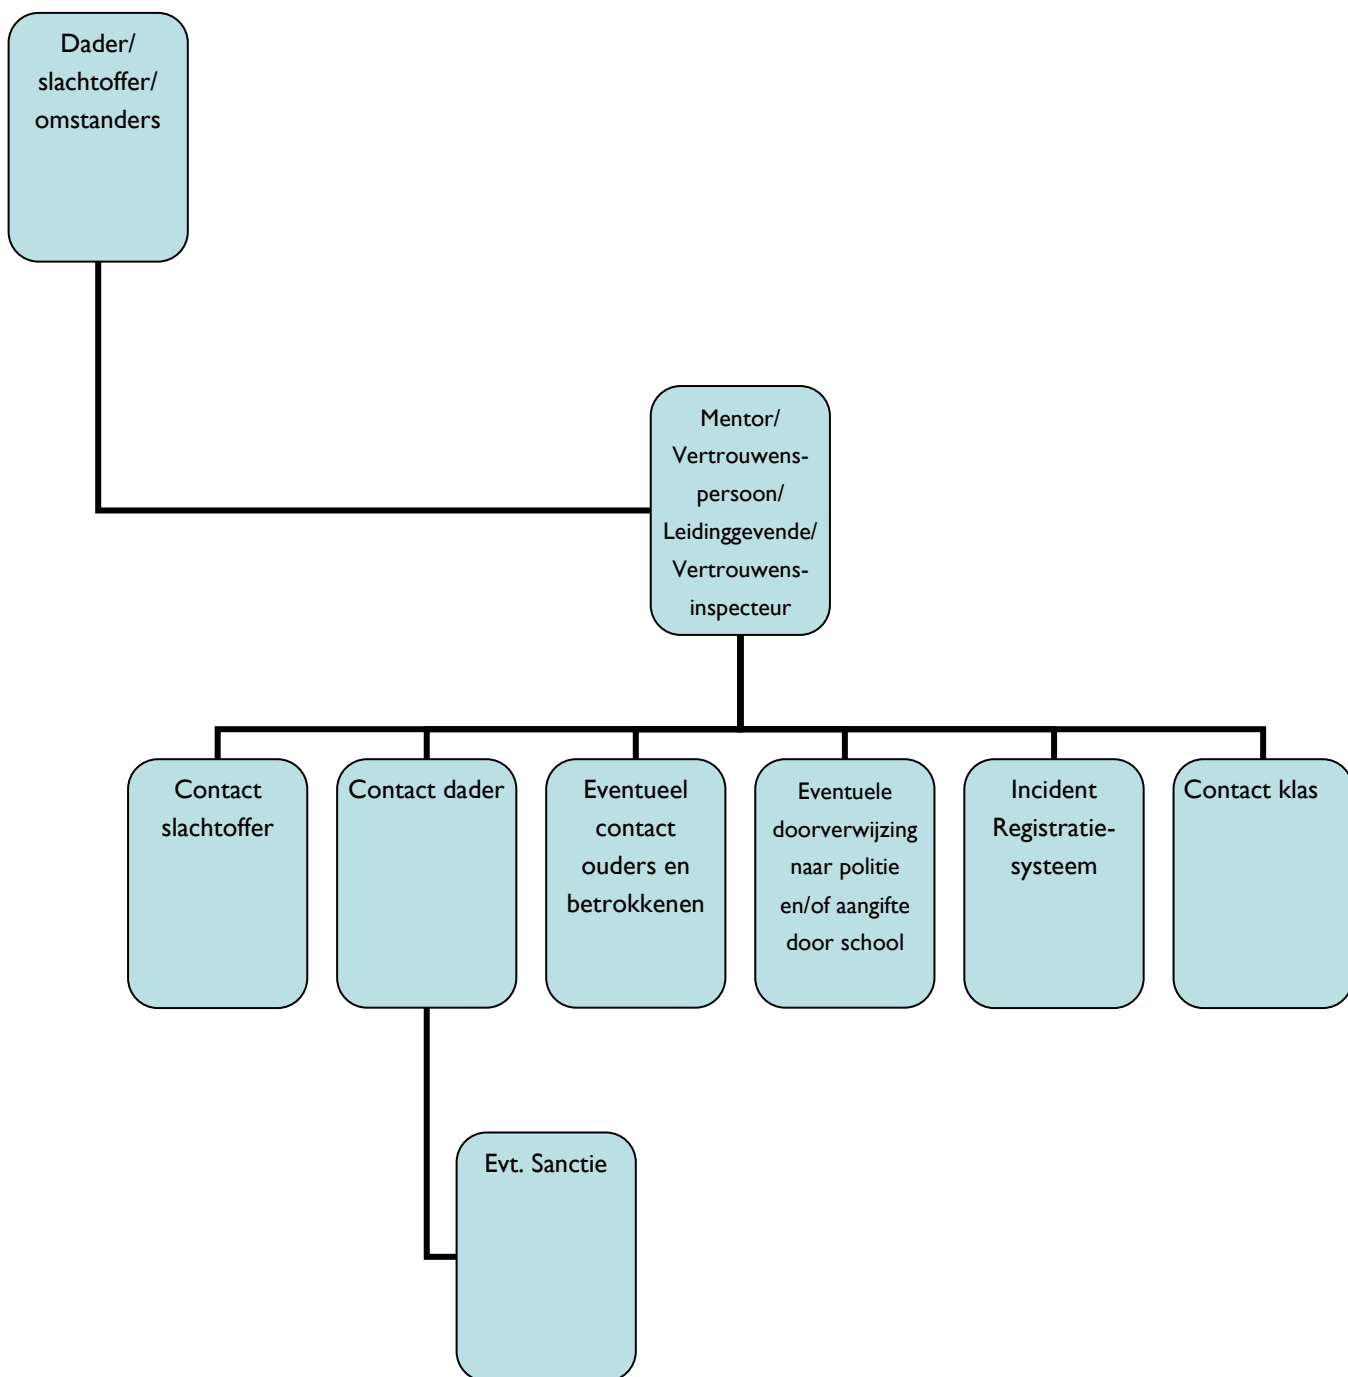 Dader/
slachtoffer/
omstanders
Mentor/
Vertrouwens-
persoon/
Leidinggevende/
Vertrouwens-
inspecteur
Contact
slachtoffer
Contact dader
Eventueel
contact
ouders en
betrokkenen
Eventuele
doorverwijzing
naar politie
en/of aangifte
door school
Incident
Registratie-
systeem
Contact klas
Evt. Sanctie